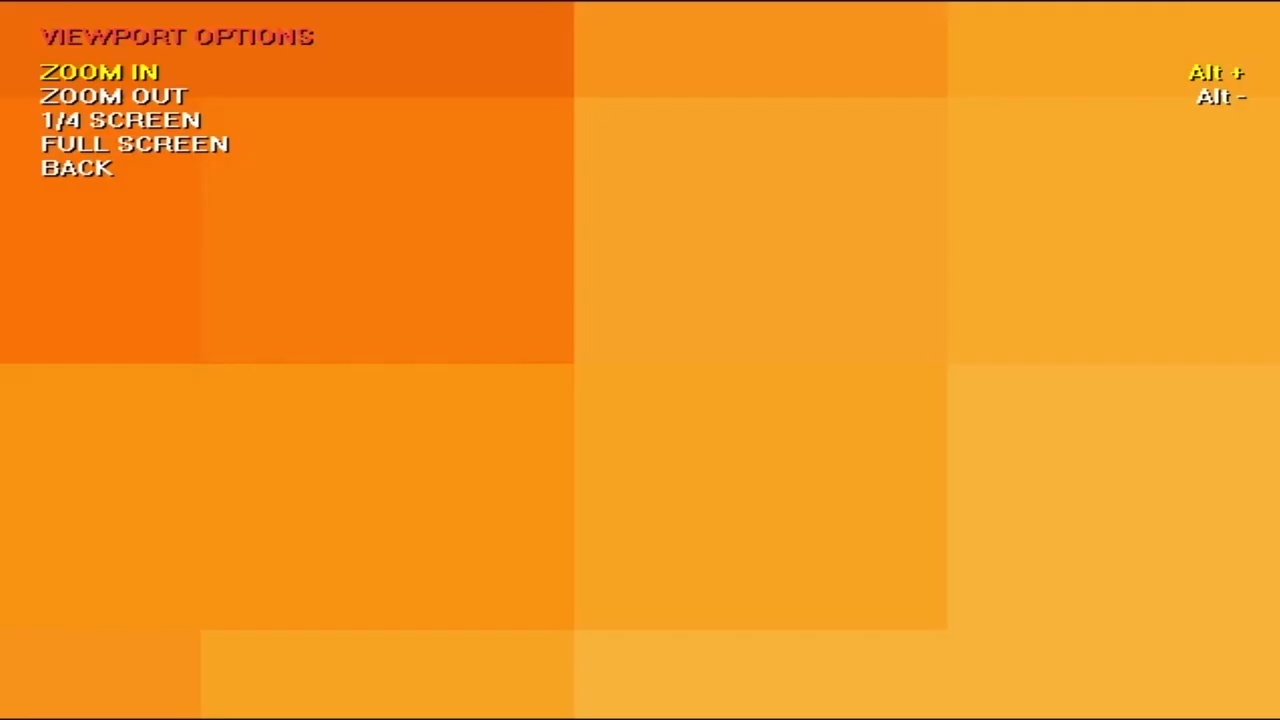 VIEWPORT OPTIONS
ZOOM IN Alt +
ZOOM OUT Alt -
1/4 SCREEN
FULL SCREEN
BACK